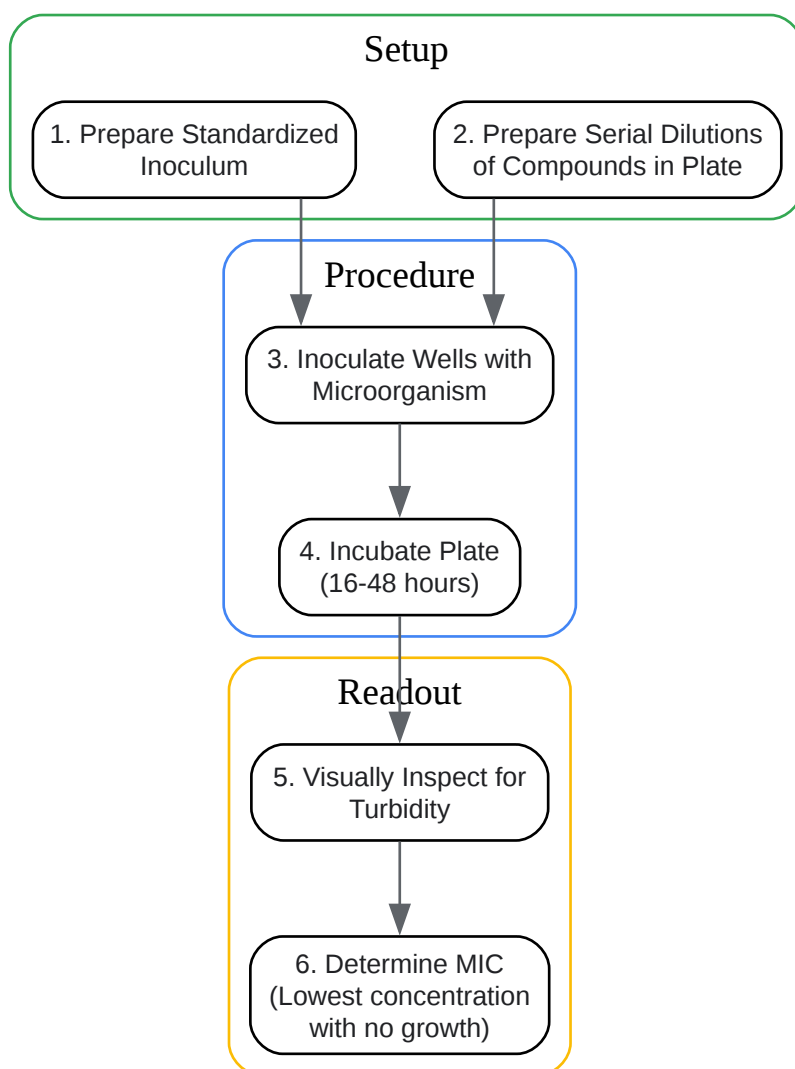 Setup
1. Prepare Standardized
Inoculum
2. Prepare Serial Dilutions
of Compounds in Plate
Procedure
3. Inoculate Wells with
Microorganism
4. Incubate Plate
(16-48 hours)
Readout
5. Visually Inspect for
Turbidity
6. Determine MIC
(Lowest concentration
with no growth)